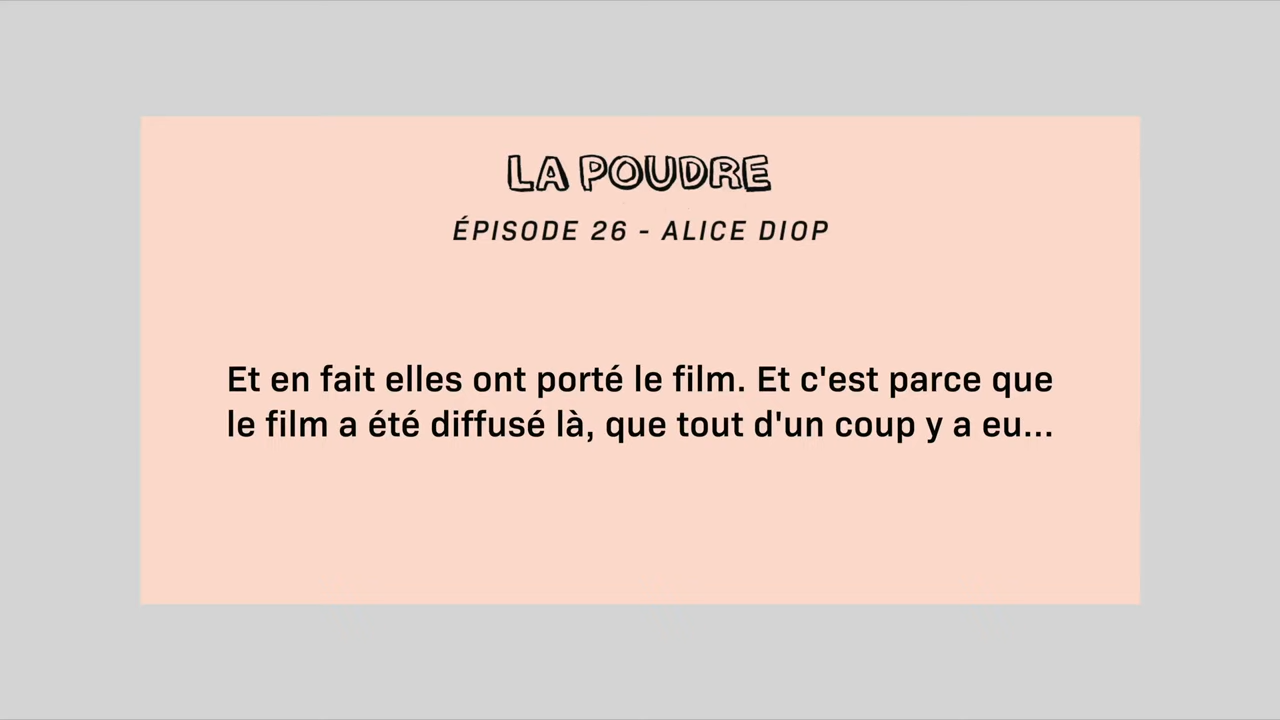 LA POUDRE
ÉPISODE 26 - ALICE DIOP
Et en fait elles ont porté le film. Et c'est parce que
le film a été diffusé là, que tout d'un coup y a eu...